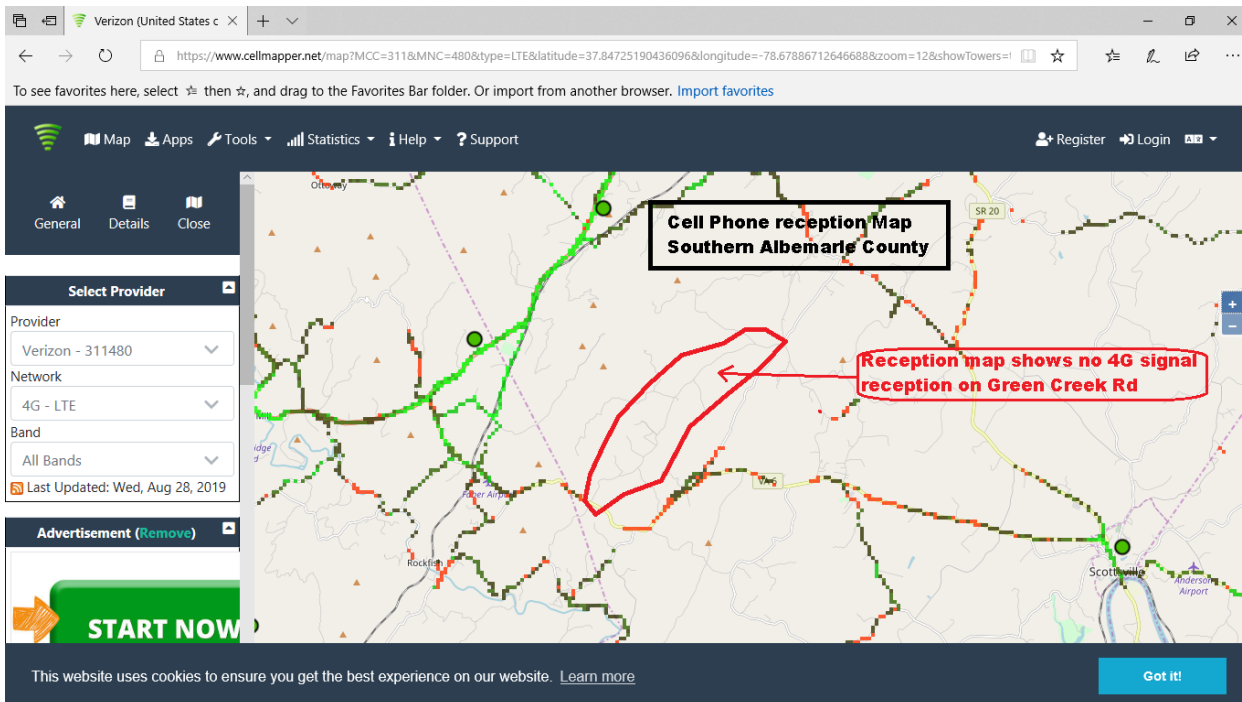 Verizon (United States c
https://www.cellmapper.net/map?MCC=311&MNC=480&type=LTE&latitude=37.84725190436096&longitude=-78.67886712646688&zoom=12&showTowers=
To see favorites here, select then , and drag to the Favorites Bar folder. Or import from another browser. Import favorites
Map Apps Tools Statistics Help ? Support Register Login
General Details Close
Select Provider
Provider
Verizon - 311480
Network
4G - LTE
Band
All Bands
Last Updated: Wed, Aug 28, 2019
Advertisement (Remove)
START NOW
SR 20
Cell Phone reception Map
Southern Albemarle County
Reception map shows no 4G signal
reception on Green Creek Rd
VA 6
Faber Airp
Rockfish
Scottsville
Anderson
Airport
This website uses cookies to ensure you get the best experience on our website. Learn more
Got it!